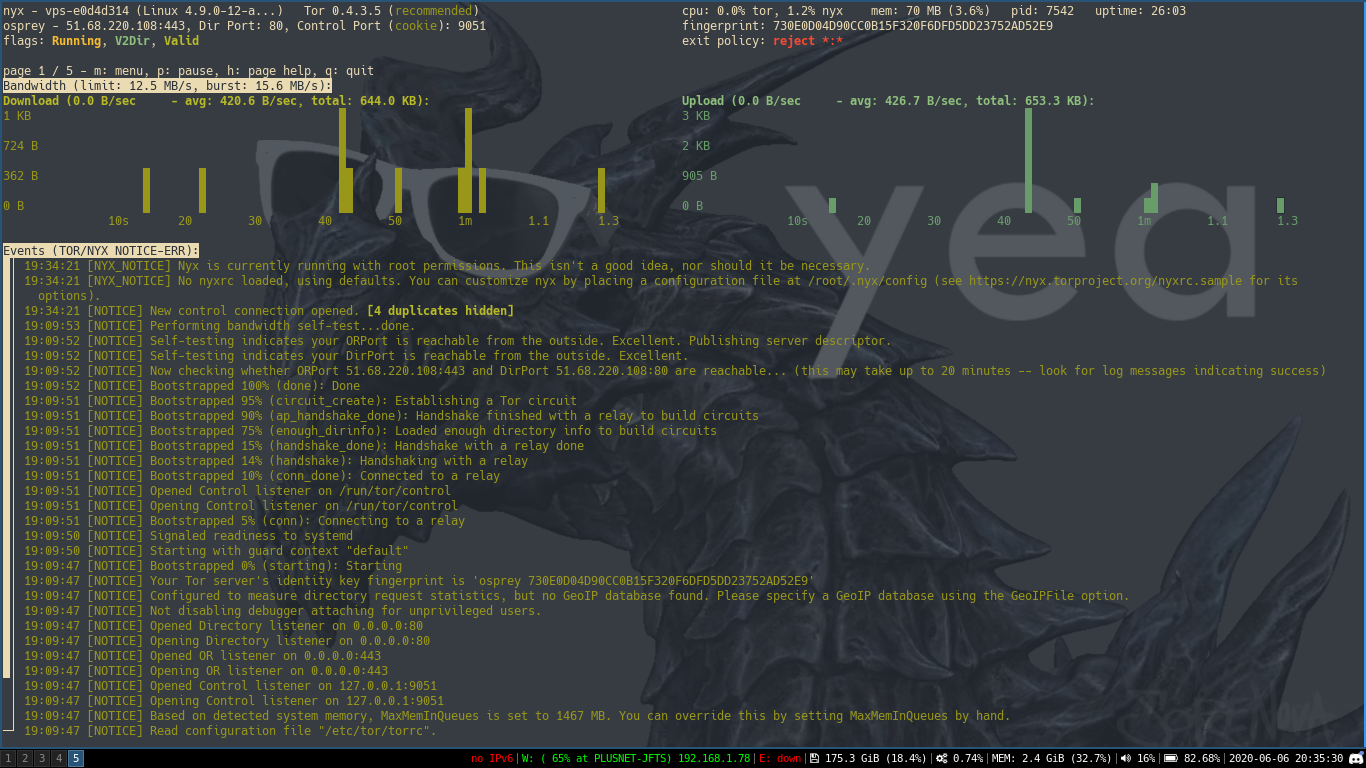 nyx - vps-e0d4d314 (Linux 4.9.0-12-a...)   Tor 0.4.3.5 (recommended)   cpu: 0.0% tor, 1.2% nyx    mem: 70 MB (3.6%)   pid: 7542   uptime: 26:03
osprey - 51.68.220.108:443, Dir Port: 80, Control Port (cookie): 9051   fingerprint: 730E0D04D90CC0B15F320F6DFD5DD23752AD52E9
flags: Running, V2Dir, Valid   exit policy: reject *:*
page 1 / 5 - m: menu, p: pause, h: page help, q: quit
Bandwidth (limit: 12.5 MB/s, burst: 15.6 MB/s):
Download (0.0 B/sec     - avg: 420.6 B/sec, total: 644.0 KB):   Upload (0.0 B/sec     - avg: 426.7 B/sec, total: 653.3 KB):
1 KB   3 KB
724 B   2 KB
362 B   905 B
0 B   0 B
10s 20 30 40 50 1m 1.1 1.3   10s 20 30 40 50 1m 1.1 1.3
yea
Events (TOR/NYX NOTICE-ERR):
19:34:21 [NYX_NOTICE] Nyx is currently running with root permissions. This isn't a good idea, nor should it be necessary.
19:34:21 [NYX_NOTICE] No nyxrc loaded, using defaults. You can customize nyx by placing a configuration file at /root/.nyx/config (see https://nyx.torproject.org/nyxrc.sample for its
options).
19:34:21 [NOTICE] New control connection opened. [4 duplicates hidden]
19:09:53 [NOTICE] Performing bandwidth self-test...done.
19:09:52 [NOTICE] Self-testing indicates your ORPort is reachable from the outside. Excellent. Publishing server descriptor.
19:09:52 [NOTICE] Self-testing indicates your DirPort is reachable from the outside. Excellent.
19:09:52 [NOTICE] Now checking whether ORPort 51.68.220.108:443 and DirPort 51.68.220.108:80 are reachable... (this may take up to 20 minutes -- look for log messages indicating success)
19:09:52 [NOTICE] Bootstrapped 100% (done): Done
19:09:51 [NOTICE] Bootstrapped 95% (circuit_create): Establishing a Tor circuit
19:09:51 [NOTICE] Bootstrapped 90% (ap_handshake_done): Handshake finished with a relay to build circuits
19:09:51 [NOTICE] Bootstrapped 75% (enough_dirinfo): Loaded enough directory info to build circuits
19:09:51 [NOTICE] Bootstrapped 15% (handshake_done): Handshake with a relay done
19:09:51 [NOTICE] Bootstrapped 14% (handshake): Handshaking with a relay
19:09:51 [NOTICE] Bootstrapped 10% (conn_done): Connected to a relay
19:09:51 [NOTICE] Opened Control listener on /run/tor/control
19:09:51 [NOTICE] Opening Control listener on /run/tor/control
19:09:51 [NOTICE] Bootstrapped 5% (conn): Connecting to a relay
19:09:50 [NOTICE] Signaled readiness to systemd
19:09:50 [NOTICE] Starting with guard context "default"
19:09:47 [NOTICE] Bootstrapped 0% (starting): Starting
19:09:47 [NOTICE] Your Tor server's identity key fingerprint is 'osprey 730E0D04D90CC0B15F320F6DFD5DD23752AD52E9'
19:09:47 [NOTICE] Configured to measure directory request statistics, but no GeoIP database found. Please specify a GeoIP database using the GeoIPFile option.
19:09:47 [NOTICE] Not disabling debugger attaching for unprivileged users.
19:09:47 [NOTICE] Opened Directory listener on 0.0.0.0:80
19:09:47 [NOTICE] Opening Directory listener on 0.0.0.0:80
19:09:47 [NOTICE] Opened OR listener on 0.0.0.0:443
19:09:47 [NOTICE] Opening OR listener on 0.0.0.0:443
19:09:47 [NOTICE] Opened Control listener on 127.0.0.1:9051
19:09:47 [NOTICE] Opening Control listener on 127.0.0.1:9051
19:09:47 [NOTICE] Based on detected system memory, MaxMemInQueues is set to 1467 MB. You can override this by setting MaxMemInQueues by hand.
19:09:47 [NOTICE] Read configuration file "/etc/tor/torrc".
1 2 3 4 5   no IPv6|W: ( 65% at PLUSNET-JFTS) 192.168.1.78|E: down| 175.3 GiB (18.4%)| 0.74%|MEM: 2.4 GiB (32.7%)| 16%| 82.68%|2020-06-06 20:35:30